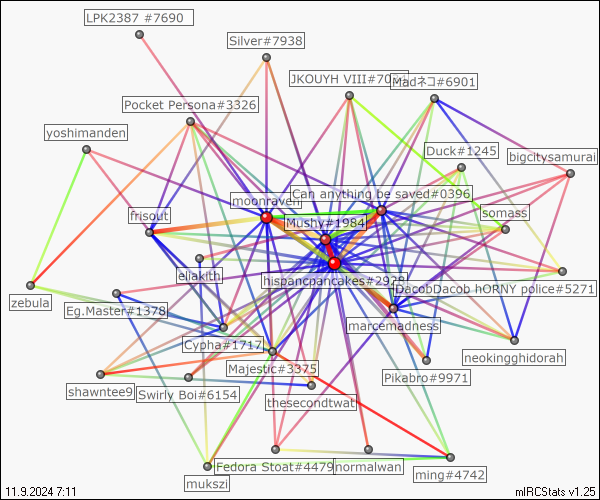 LPK2387 #7690
Silver#7938
JKOUYH VIII#70
Madネコ#6901
Pocket Persona#3326
yoshimanden
Duck#1245
bigcitysamurai
Can anything be saved#0396
moonraven
frisout
Mushy#1984
somass
eliakith
hispancpancakes#2929
DacobDacob hORNY police#5271
zebula
Eg.Master#1378
marcemadness
Cypha#1717
neokingghidorah
Majestic#3375
Pikabro#9971
shawntee9
Swirly Boi#6154
thesecondtwat
Fedora Stoat#4479
normalwan
ming#4742
mukszi
11.9.2024 7:11
mIRCStats v1.25